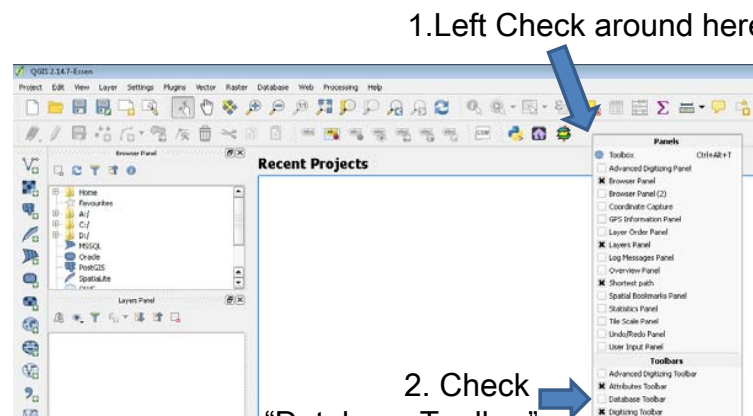 1.Left Check around here
QGIS 2.14.7-Essen
Project Edit View Layer Settings Plugins Vector Raster Database Web Processing Help
Browser Panel
Recent Projects
Home
Favourites
A:/
C:/
D:/
MSSQL
Oracle
PostGIS
SpatiaLite
Layers Panel
Panels
Toolbox Ctrl+Alt+T
Advanced Digitizing Panel
Browser Panel
Browser Panel (2)
Coordinate Capture
GPS Information Panel
Layer Order Panel
Layers Panel
Log Messages Panel
Overview Panel
Shortest path
Spatial Bookmarks Panel
Statistics Panel
Tile Scale Panel
Undo/Redo Panel
User Input Panel
Toolbars
Advanced Digitizing Toolbar
Attributes Toolbar
Database Toolbar
Digitizing Toolbar
2. Check
“Database Toolbar”